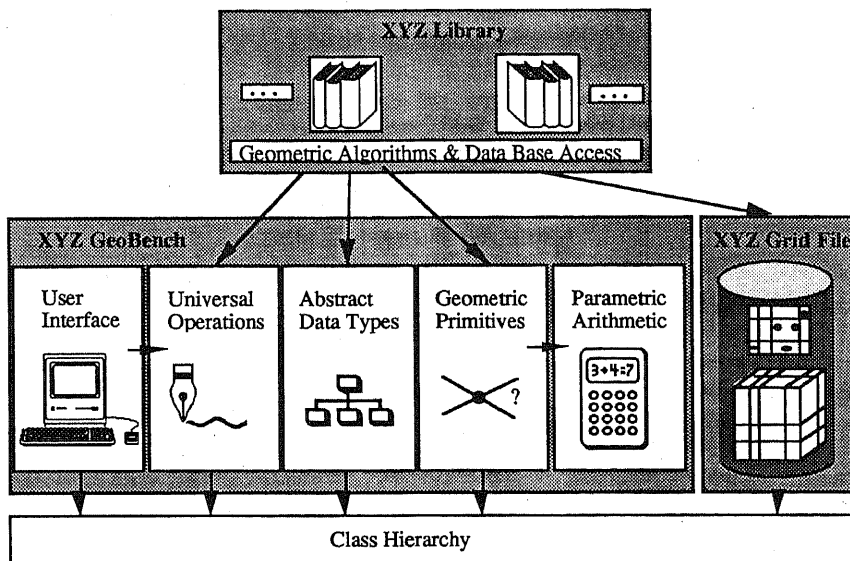 XYZ Library
... ...
Geometric Algorithms & Data Base Access
XYZ GeoBench
XYZ Grid File
User
Interface
Universal
Operations
Abstract
Data Types
Geometric
Primitives
Parametric
Arithmetic
3+4=7
?
Class Hierarchy